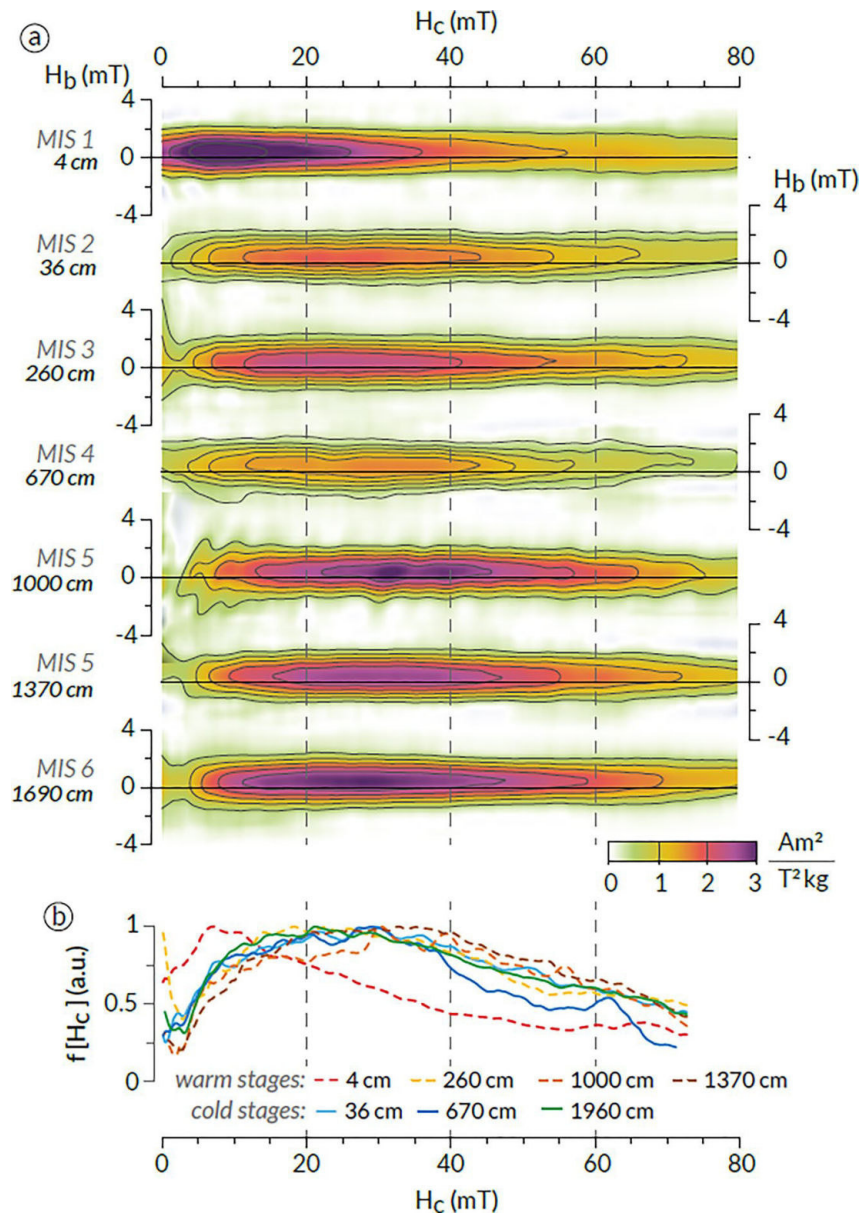 a
Hc (mT)
0 20 40 60 80
Hb (mT)
4
0
-4
MIS 1
4 cm
Hb (mT)
4
0
-4
MIS 2
36 cm
4
0
-4
MIS 3
260 cm
4
0
-4
MIS 4
670 cm
4
0
-4
MIS 5
1000 cm
4
0
-4
MIS 5
1370 cm
4
0
-4
MIS 6
1690 cm
0 1 2 3
Am²
T²kg
b
f [Hc] (a.u.)
1
0.5
0
warm stages: 4 cm 260 cm 1000 cm 1370 cm
cold stages: 36 cm 670 cm 1960 cm
0 20 40 60 80
Hc (mT)